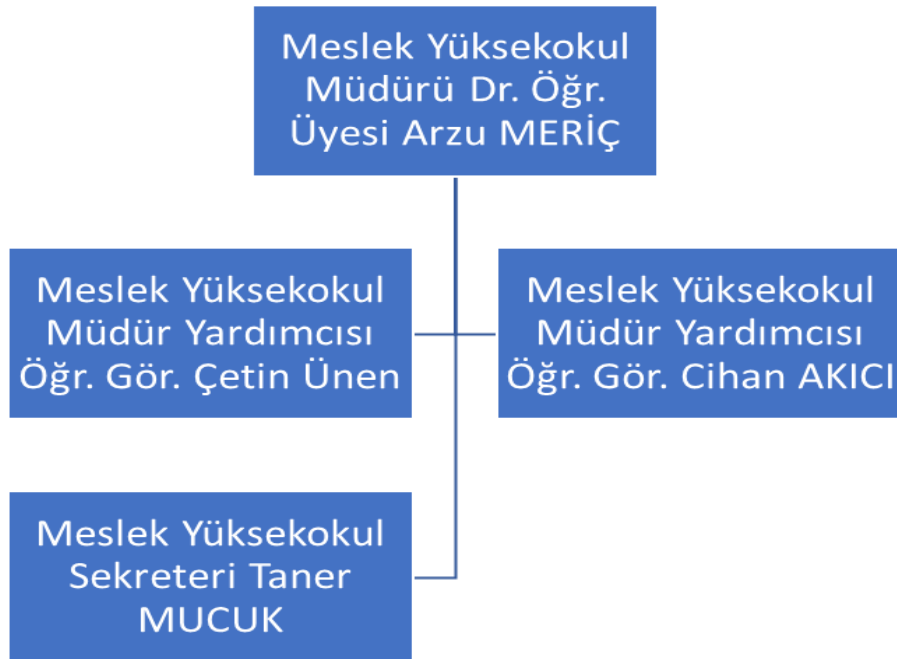 Meslek Yüksekokul
Müdürü Dr. Öğr.
Üyesi Arzu MERİÇ
Meslek Yüksekokul
Müdür Yardımcısı
Öğr. Gör. Çetin Ünen
Meslek Yüksekokul
Müdür Yardımcısı
Öğr. Gör. Cihan AKICI
Meslek Yüksekokul
Sekreteri Taner
MUCUK